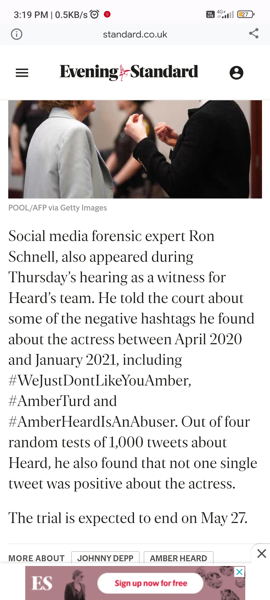 3:19 PM | 0.5KB/s
standard.co.uk
Evening Standard
POOL/AFP via Getty Images
Social media forensic expert Ron
Schnell, also appeared during
Thursday's hearing as a witness for
Heard's team. He told the court about
some of the negative hashtags he found
about the actress between April 2020
and January 2021, including
#WeJustDontLikeYouAmber,
#AmberTurd and
#AmberHeardIsAnAbuser. Out of four
random tests of 1,000 tweets about
Heard, he also found that not one single
tweet was positive about the actress.
The trial is expected to end on May 27.
MORE ABOUT JOHNNY DEPP AMBER HEARD
ES Sign up now for free